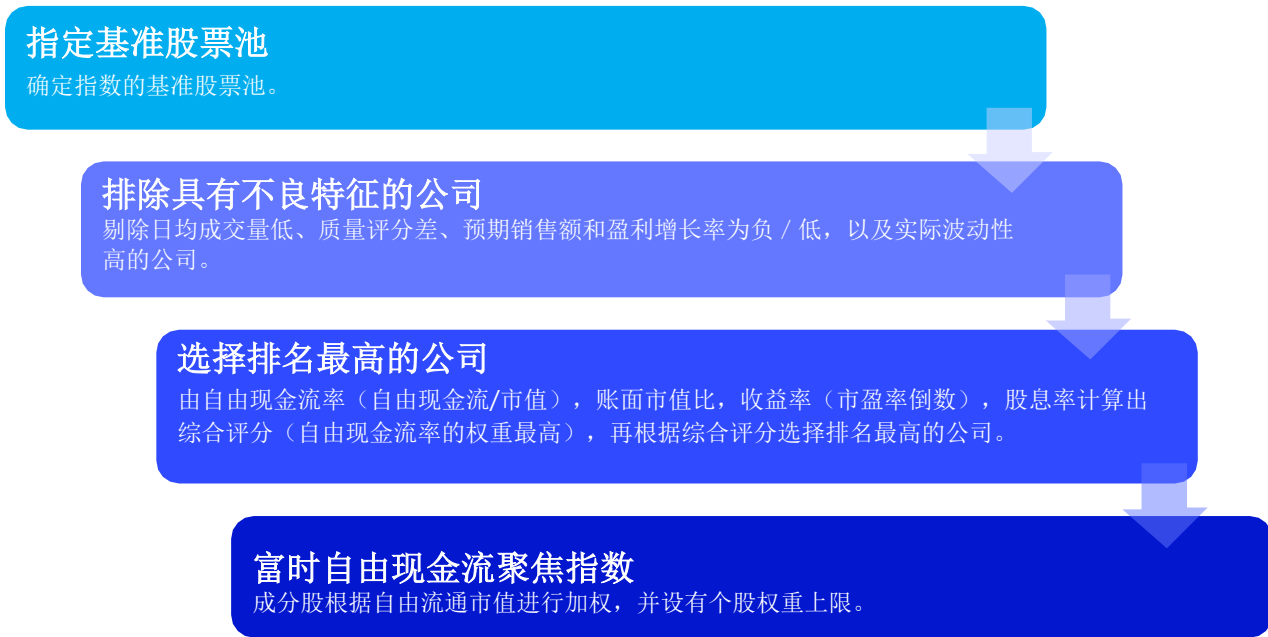 指定基准股票池
确定指数的基准股票池。
排除具有不良特征的公司
剔除日均成交量低、质量评分差、预期销售额和盈利增长率为负 / 低，以及实际波动性
高的公司。
选择排名最高的公司
由自由现金流率（自由现金流/市值），账面市值比，收益率（市盈率倒数），股息率计算出
综合评分（自由现金流率的权重最高），再根据综合评分选择排名最高的公司。
富时自由现金流聚焦指数
成分股根据自由流通市值进行加权，并设有个股权重上限。